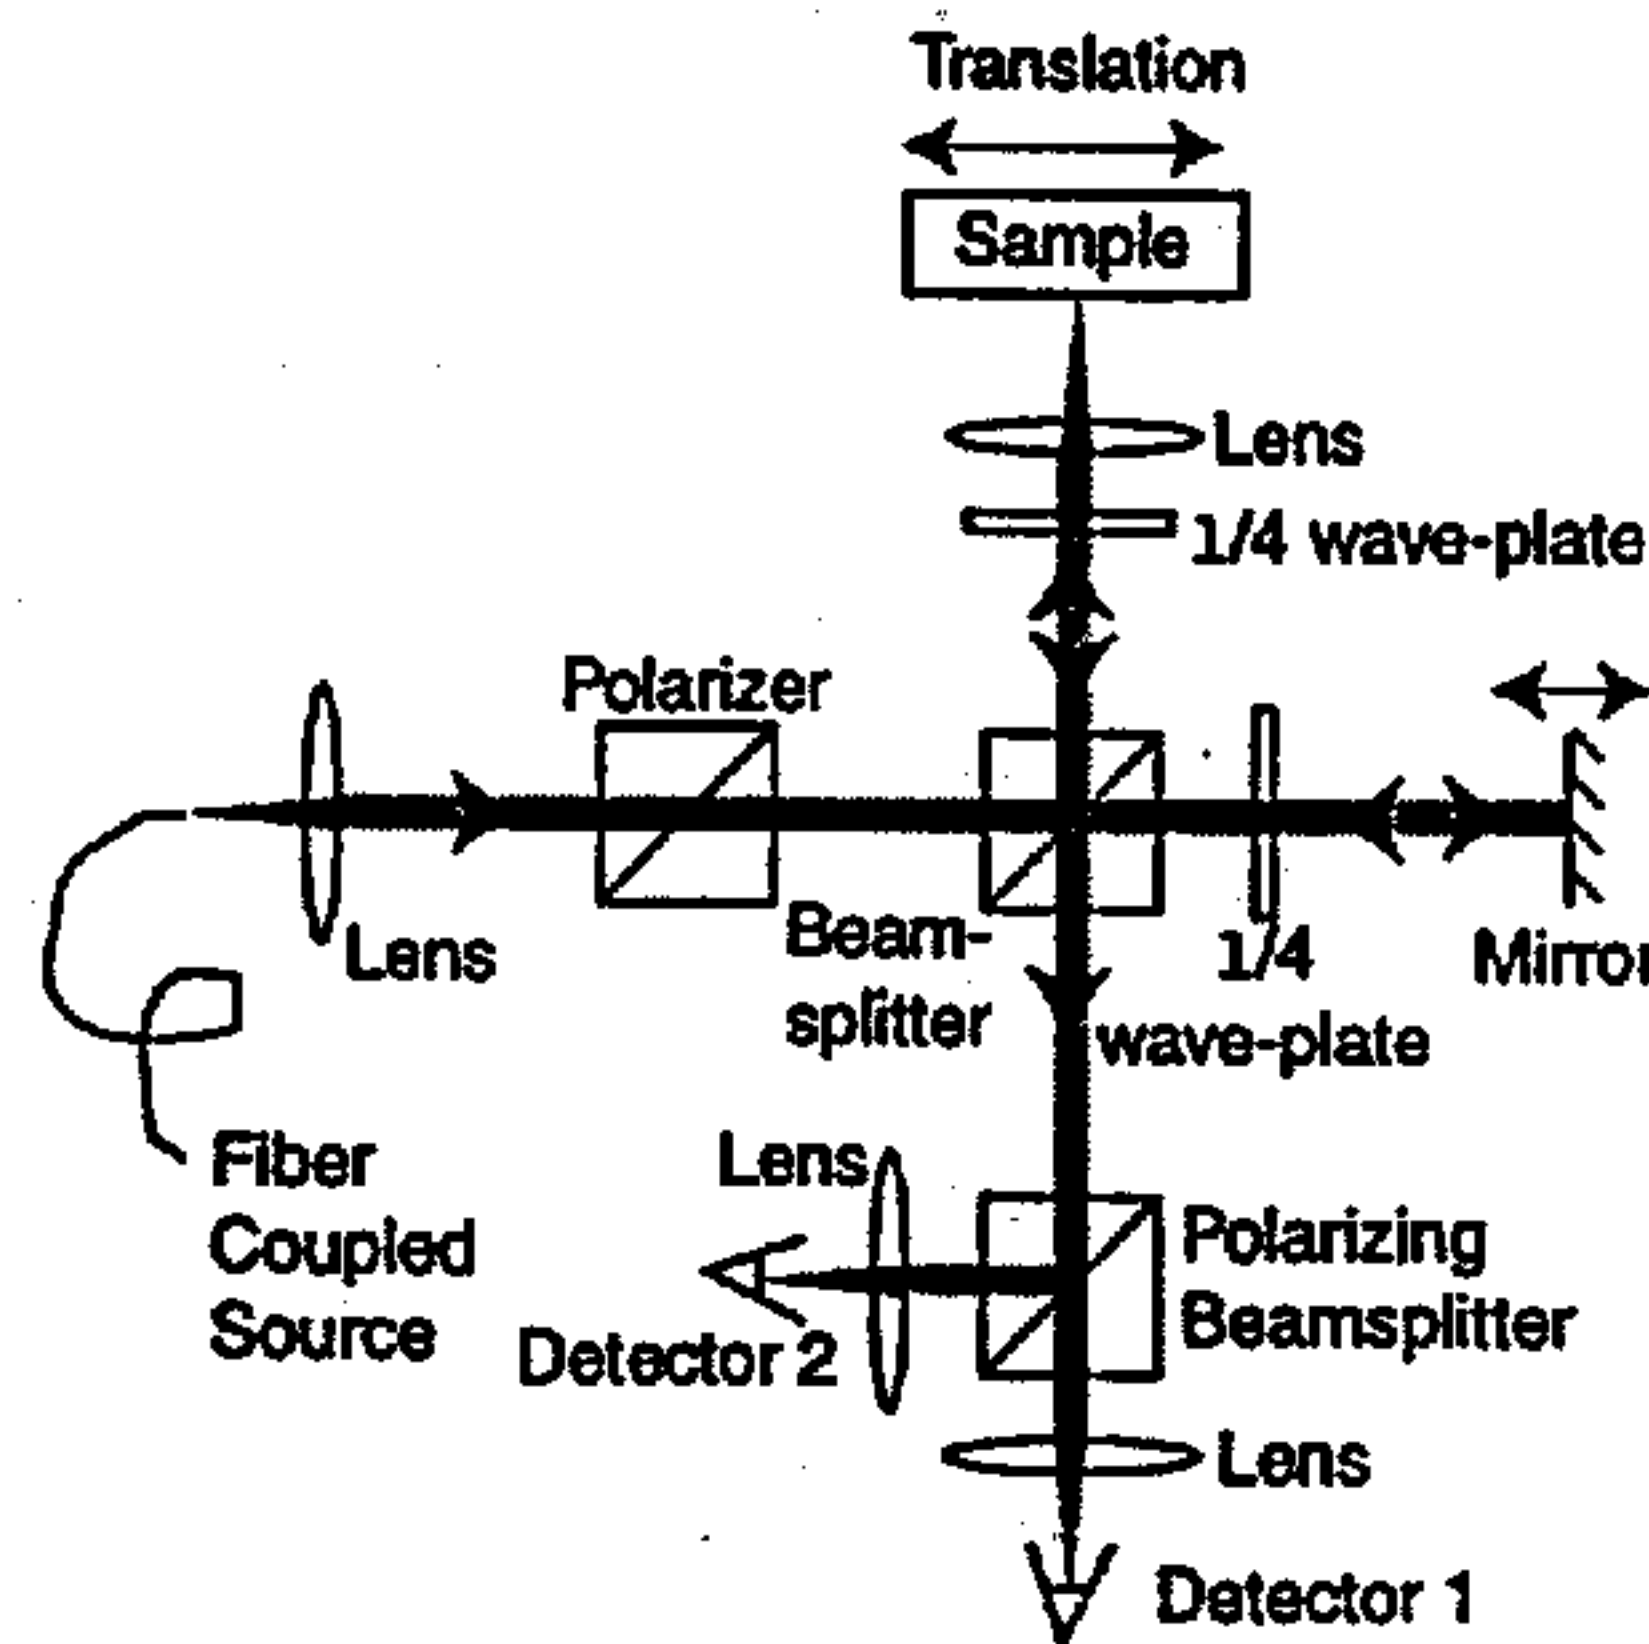 Translation
Sample
Lens
1/4 wave-plate
Polarizer
Lens
Beam-
splitter
1/4
wave-plate
Mirror
Fiber
Coupled
Source
Lens
Polarizing
Beamsplitter
Detector 2
Lens
Detector 1